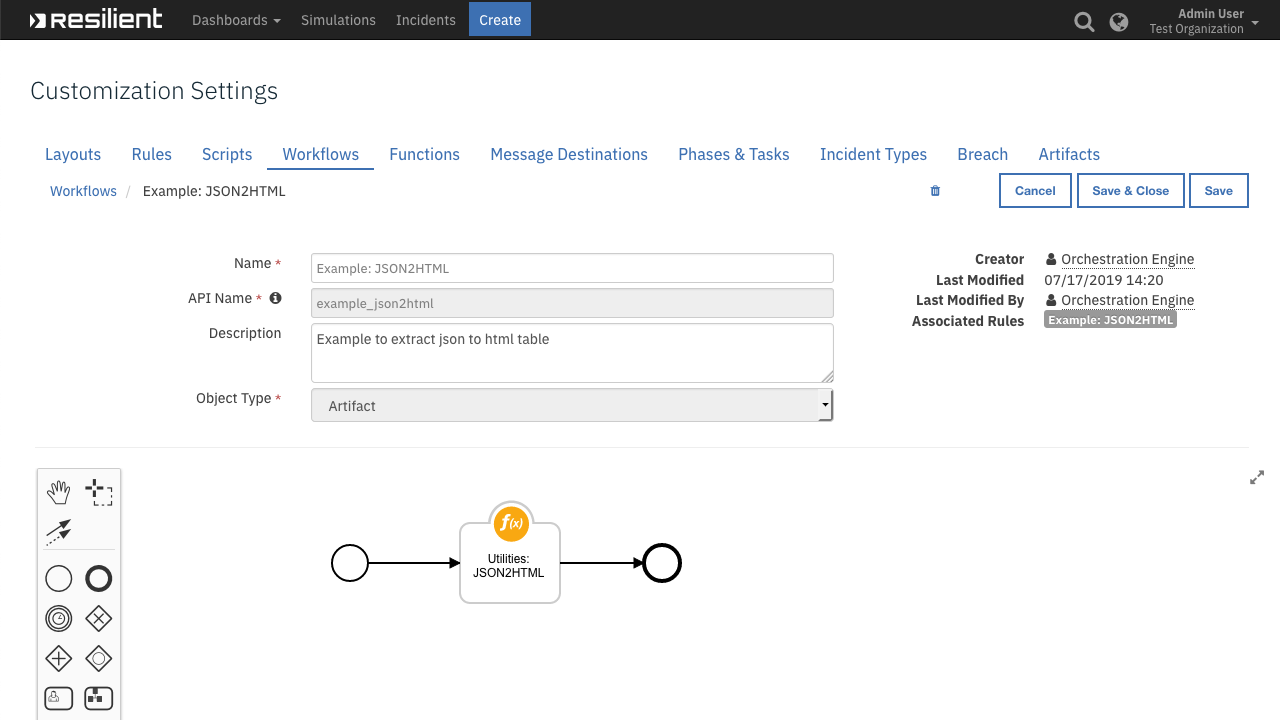 resilient Dashboards Simulations Incidents Create Admin User
Test Organization
Customization Settings
Layouts Rules Scripts Workflows Functions Message Destinations Phases & Tasks Incident Types Breach Artifacts
Workflows / Example: JSON2HTML Cancel Save & Close Save
Name * Example: JSON2HTML
API Name * example_json2html
Description Example to extract json to html table
Object Type * Artifact
Creator Orchestration Engine
Last Modified 07/17/2019 14:20
Last Modified By Orchestration Engine
Associated Rules Example: JSON2HTML
f(x)
Utilities:
JSON2HTML